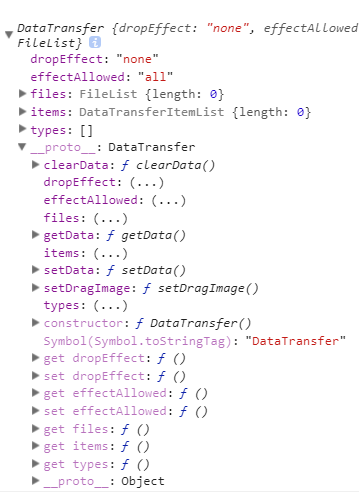 DataTransfer {dropEffect: "none", effectAllowed
FileList} i
dropEffect: "none"
effectAllowed: "all"
files: FileList {length: 0}
items: DataTransferItemList {length: 0}
types: []
__proto__: DataTransfer
clearData: ƒ clearData()
dropEffect: (...)
effectAllowed: (...)
files: (...)
getData: ƒ getData()
items: (...)
setData: ƒ setData()
setDragImage: ƒ setDragImage()
types: (...)
constructor: ƒ DataTransfer()
Symbol(Symbol.toStringTag): "DataTransfer"
get dropEffect: ƒ ()
set dropEffect: ƒ ()
get effectAllowed: ƒ ()
set effectAllowed: ƒ ()
get files: ƒ ()
get items: ƒ ()
get types: ƒ ()
__proto__: Object